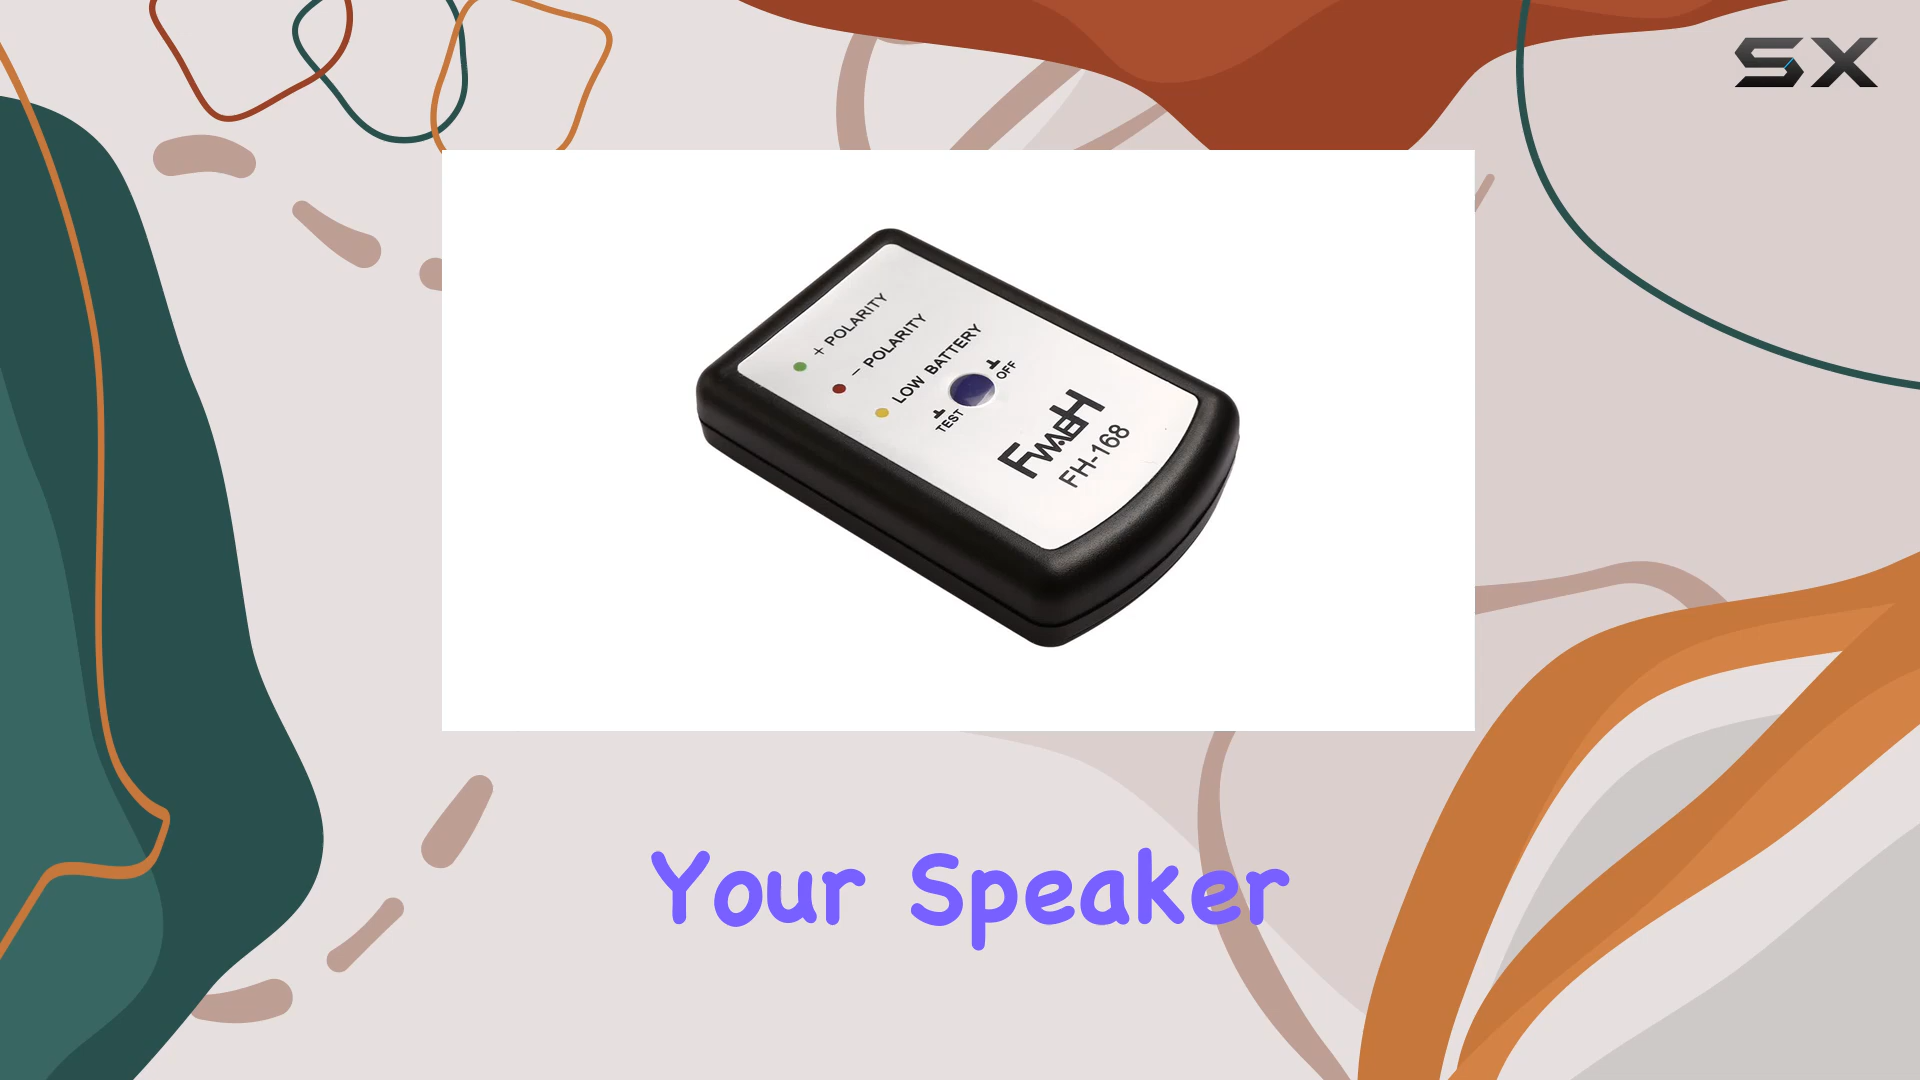 SX
+ POLARITY
− POLARITY
LOW BATTERY
OFF
TEST
FH-168
Your Speaker